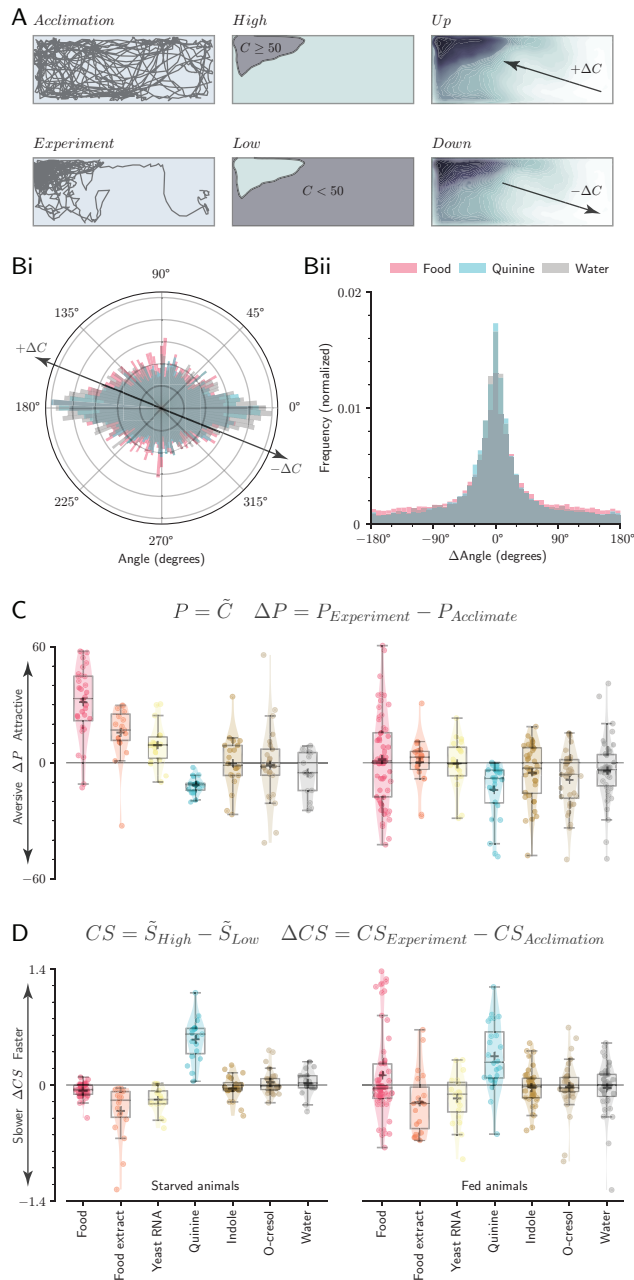 A
Acclimation
High
Up
C ≥ 50
+ΔC
Experiment
Low
Down
C < 50
−ΔC
Bi
90°
135°
45°
+ΔC
180°
0°
−ΔC
225°
315°
270°
Angle (degrees)
Bii
Food
Quinine
Water
0.02
0.01
0
Frequency (normalized)
−180°
−90°
0°
90°
180°
ΔAngle (degrees)
C
P = C̃ ΔP = P_Experiment − P_Acclimate
60
0
−60
Aversive ΔP Attractive
D
CS = S̃_High − S̃_Low ΔCS = CS_Experiment − CS_Acclimation
1.4
0
−1.4
Slower ΔCS Faster
Starved animals
Fed animals
Food
Food extract
Yeast RNA
Quinine
Indole
O-cresol
Water
Food
Food extract
Yeast RNA
Quinine
Indole
O-cresol
Water